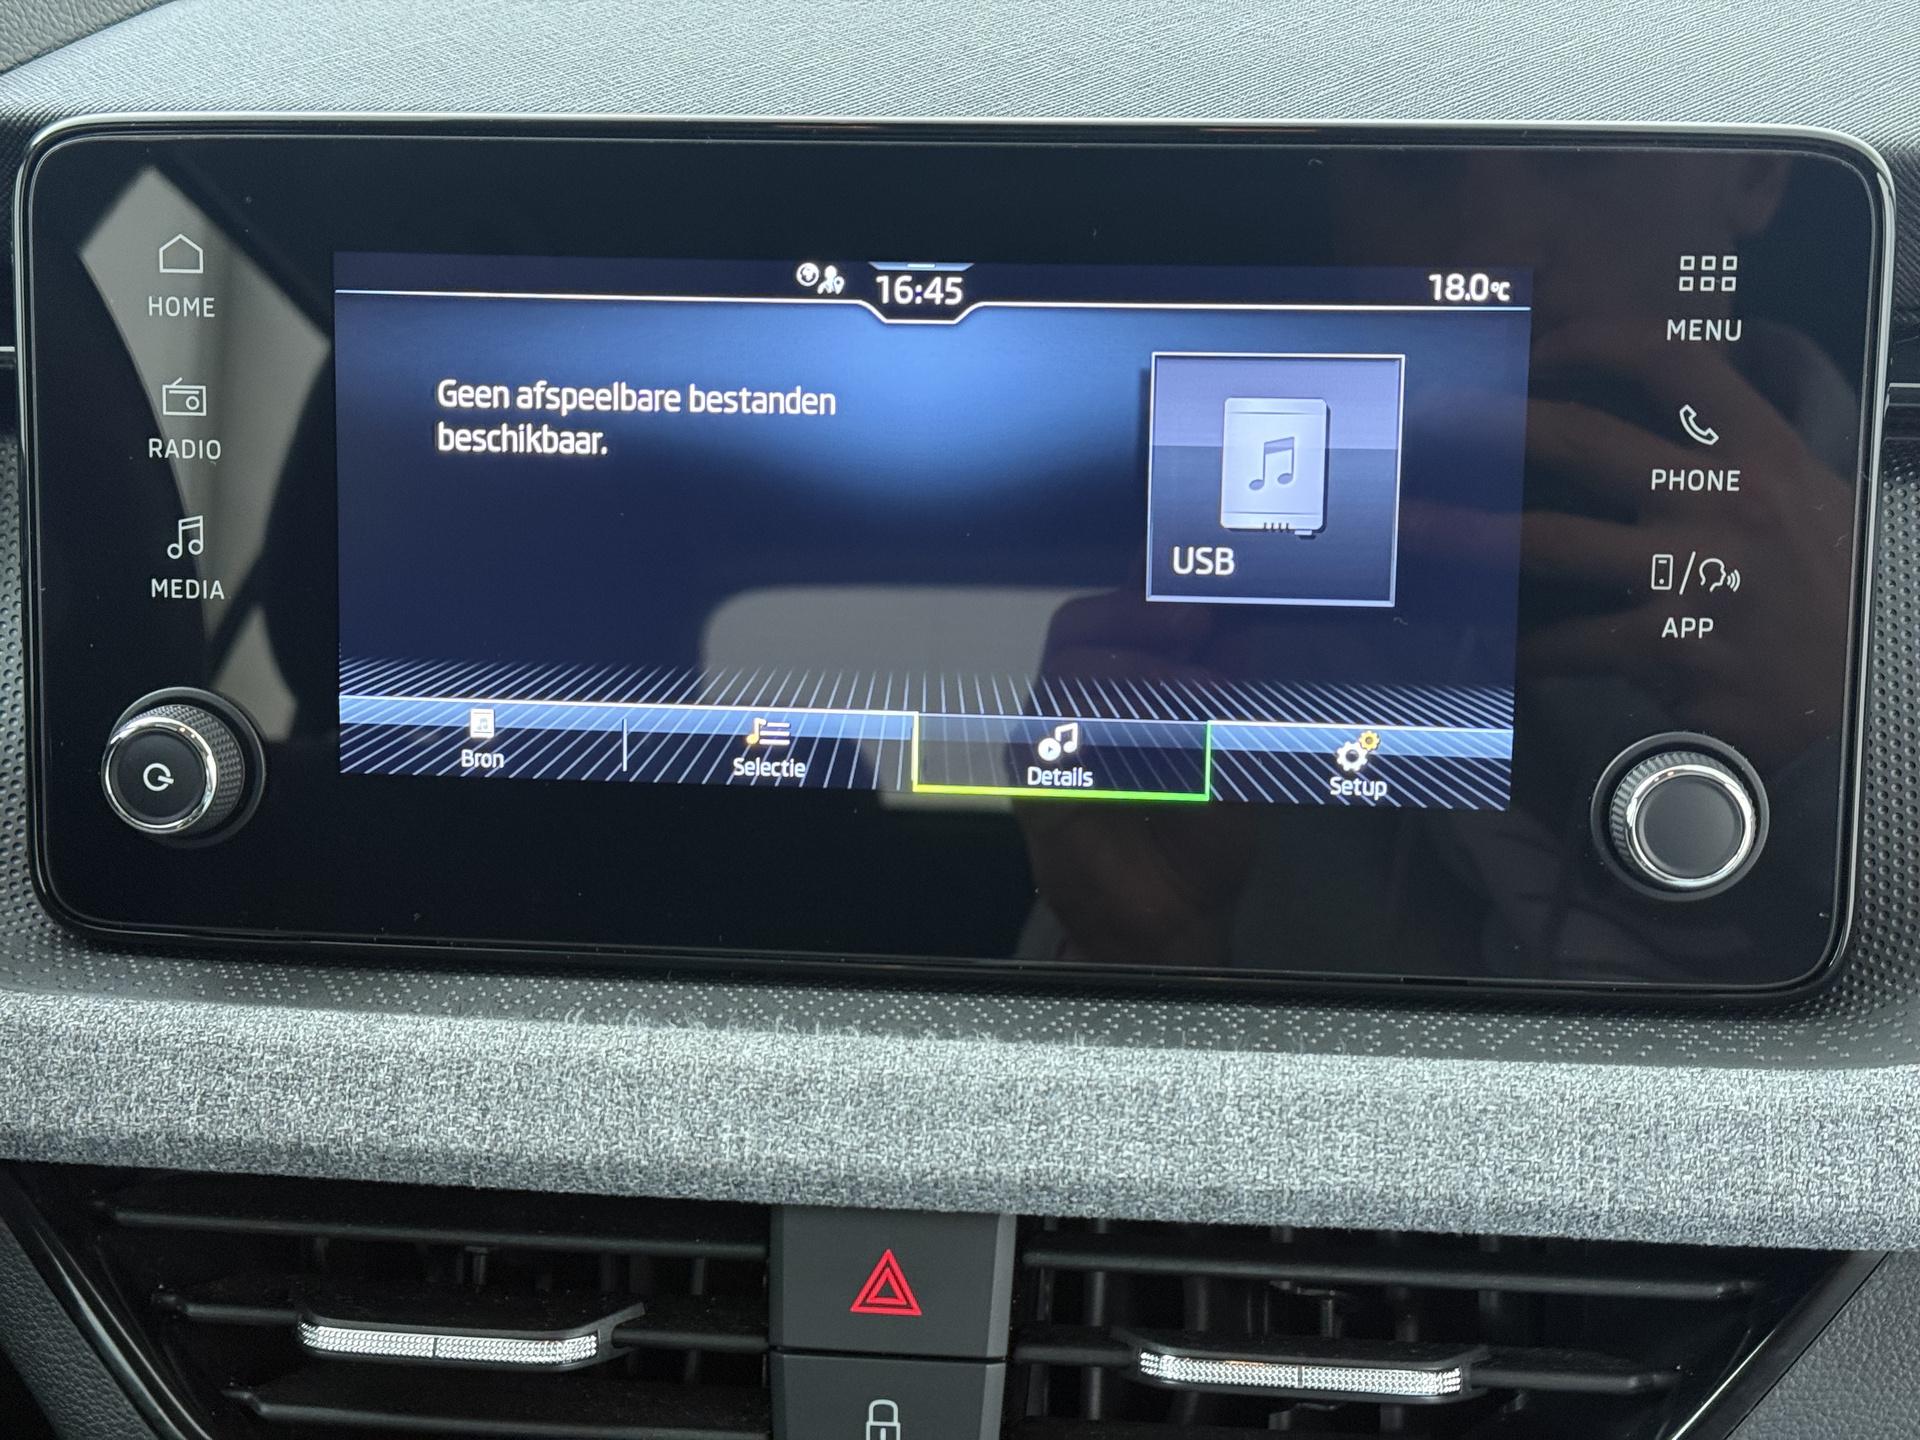 16:45
18.0°C
HOME
RADIO
MEDIA
Geen afspeelbare bestanden
beschikbaar.
USB
Bron
Selectie
Details
Setup
MENU
PHONE
APP